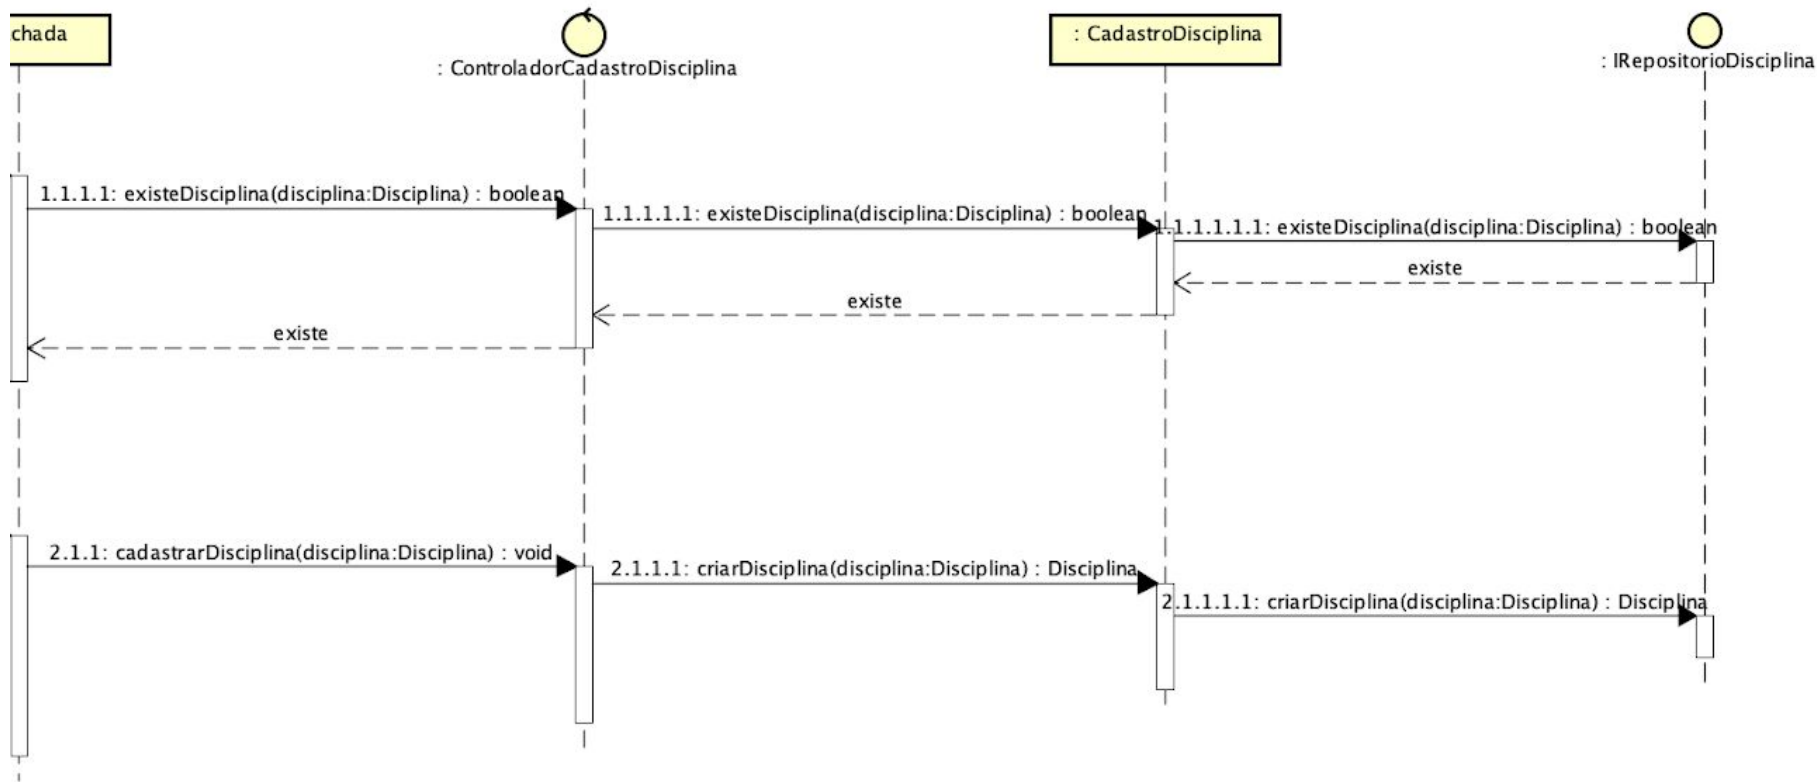 chada
: ControladorCadastroDisciplina
: CadastroDisciplina
: IRepositorioDisciplina
1.1.1.1: existeDisciplina(disciplina:Disciplina) : boolean
1.1.1.1.1: existeDisciplina(disciplina:Disciplina) : boolean
1.1.1.1.1.1: existeDisciplina(disciplina:Disciplina) : boolean
existe
existe
existe
2.1.1: cadastrarDisciplina(disciplina:Disciplina) : void
2.1.1.1: criarDisciplina(disciplina:Disciplina) : Disciplina
2.1.1.1.1: criarDisciplina(disciplina:Disciplina) : Disciplina